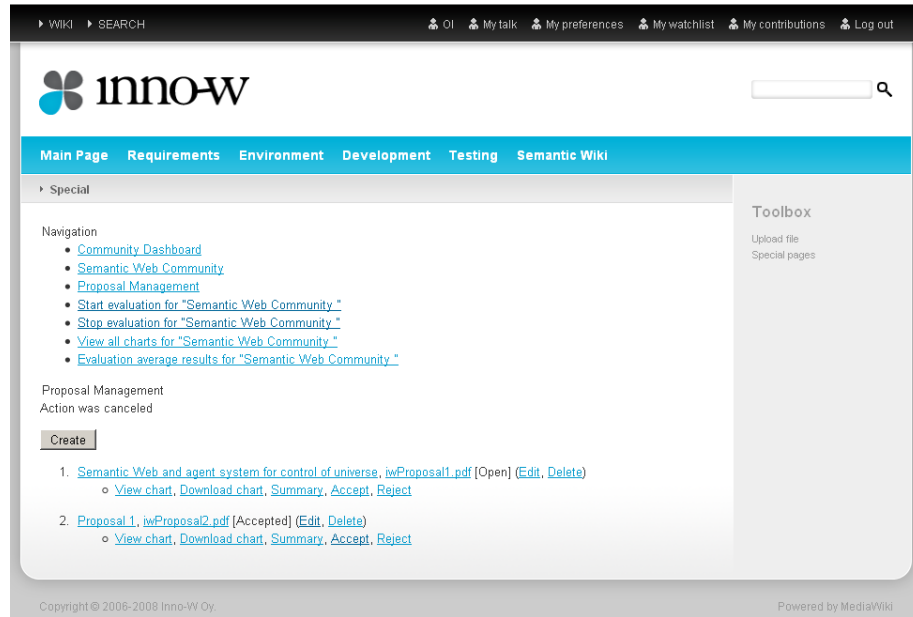 WIKI SEARCH OI My talk My preferences My watchlist My contributions Log out
inno-w
Main Page Requirements Environment Development Testing Semantic Wiki
Special
Navigation
Community Dashboard
Semantic Web Community
Proposal Management
Start evaluation for "Semantic Web Community "
Stop evaluation for "Semantic Web Community "
View all charts for "Semantic Web Community "
Evaluation average results for "Semantic Web Community "
Proposal Management
Action was canceled
Create
1. Semantic Web and agent system for control of universe, iwProposal1.pdf [Open] (Edit, Delete)
View chart, Download chart, Summary, Accept, Reject
2. Proposal 1, iwProposal2.pdf [Accepted] (Edit, Delete)
View chart, Download chart, Summary, Accept, Reject
Toolbox
Upload file
Special pages
Copyright © 2006-2008 Inno-W Oy. Powered by MediaWiki